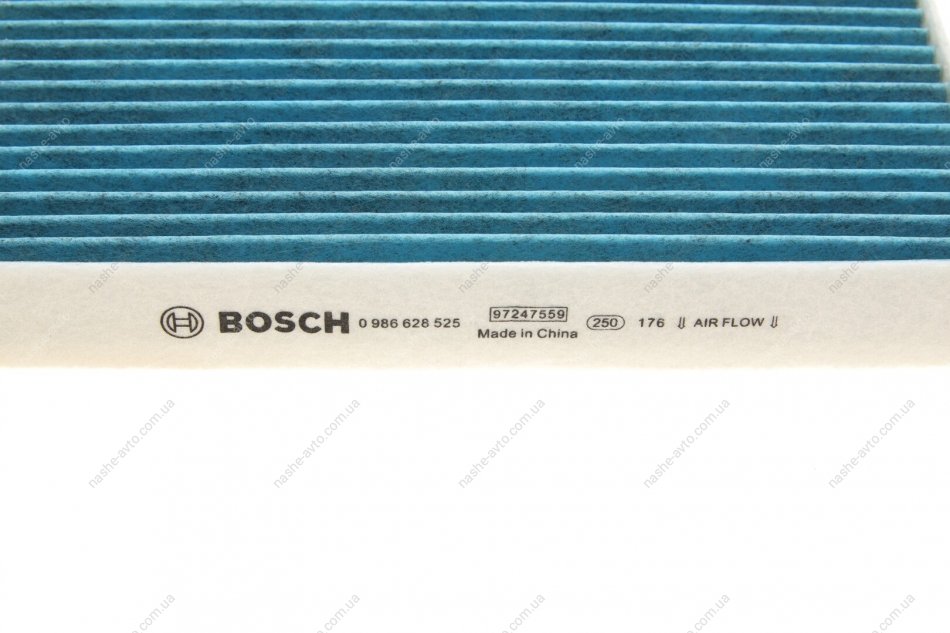 BOSCH 0 986 628 525
97247559
Made in China
250 176 ⇓ AIR FLOW ⇓
nashe-avto.com.ua